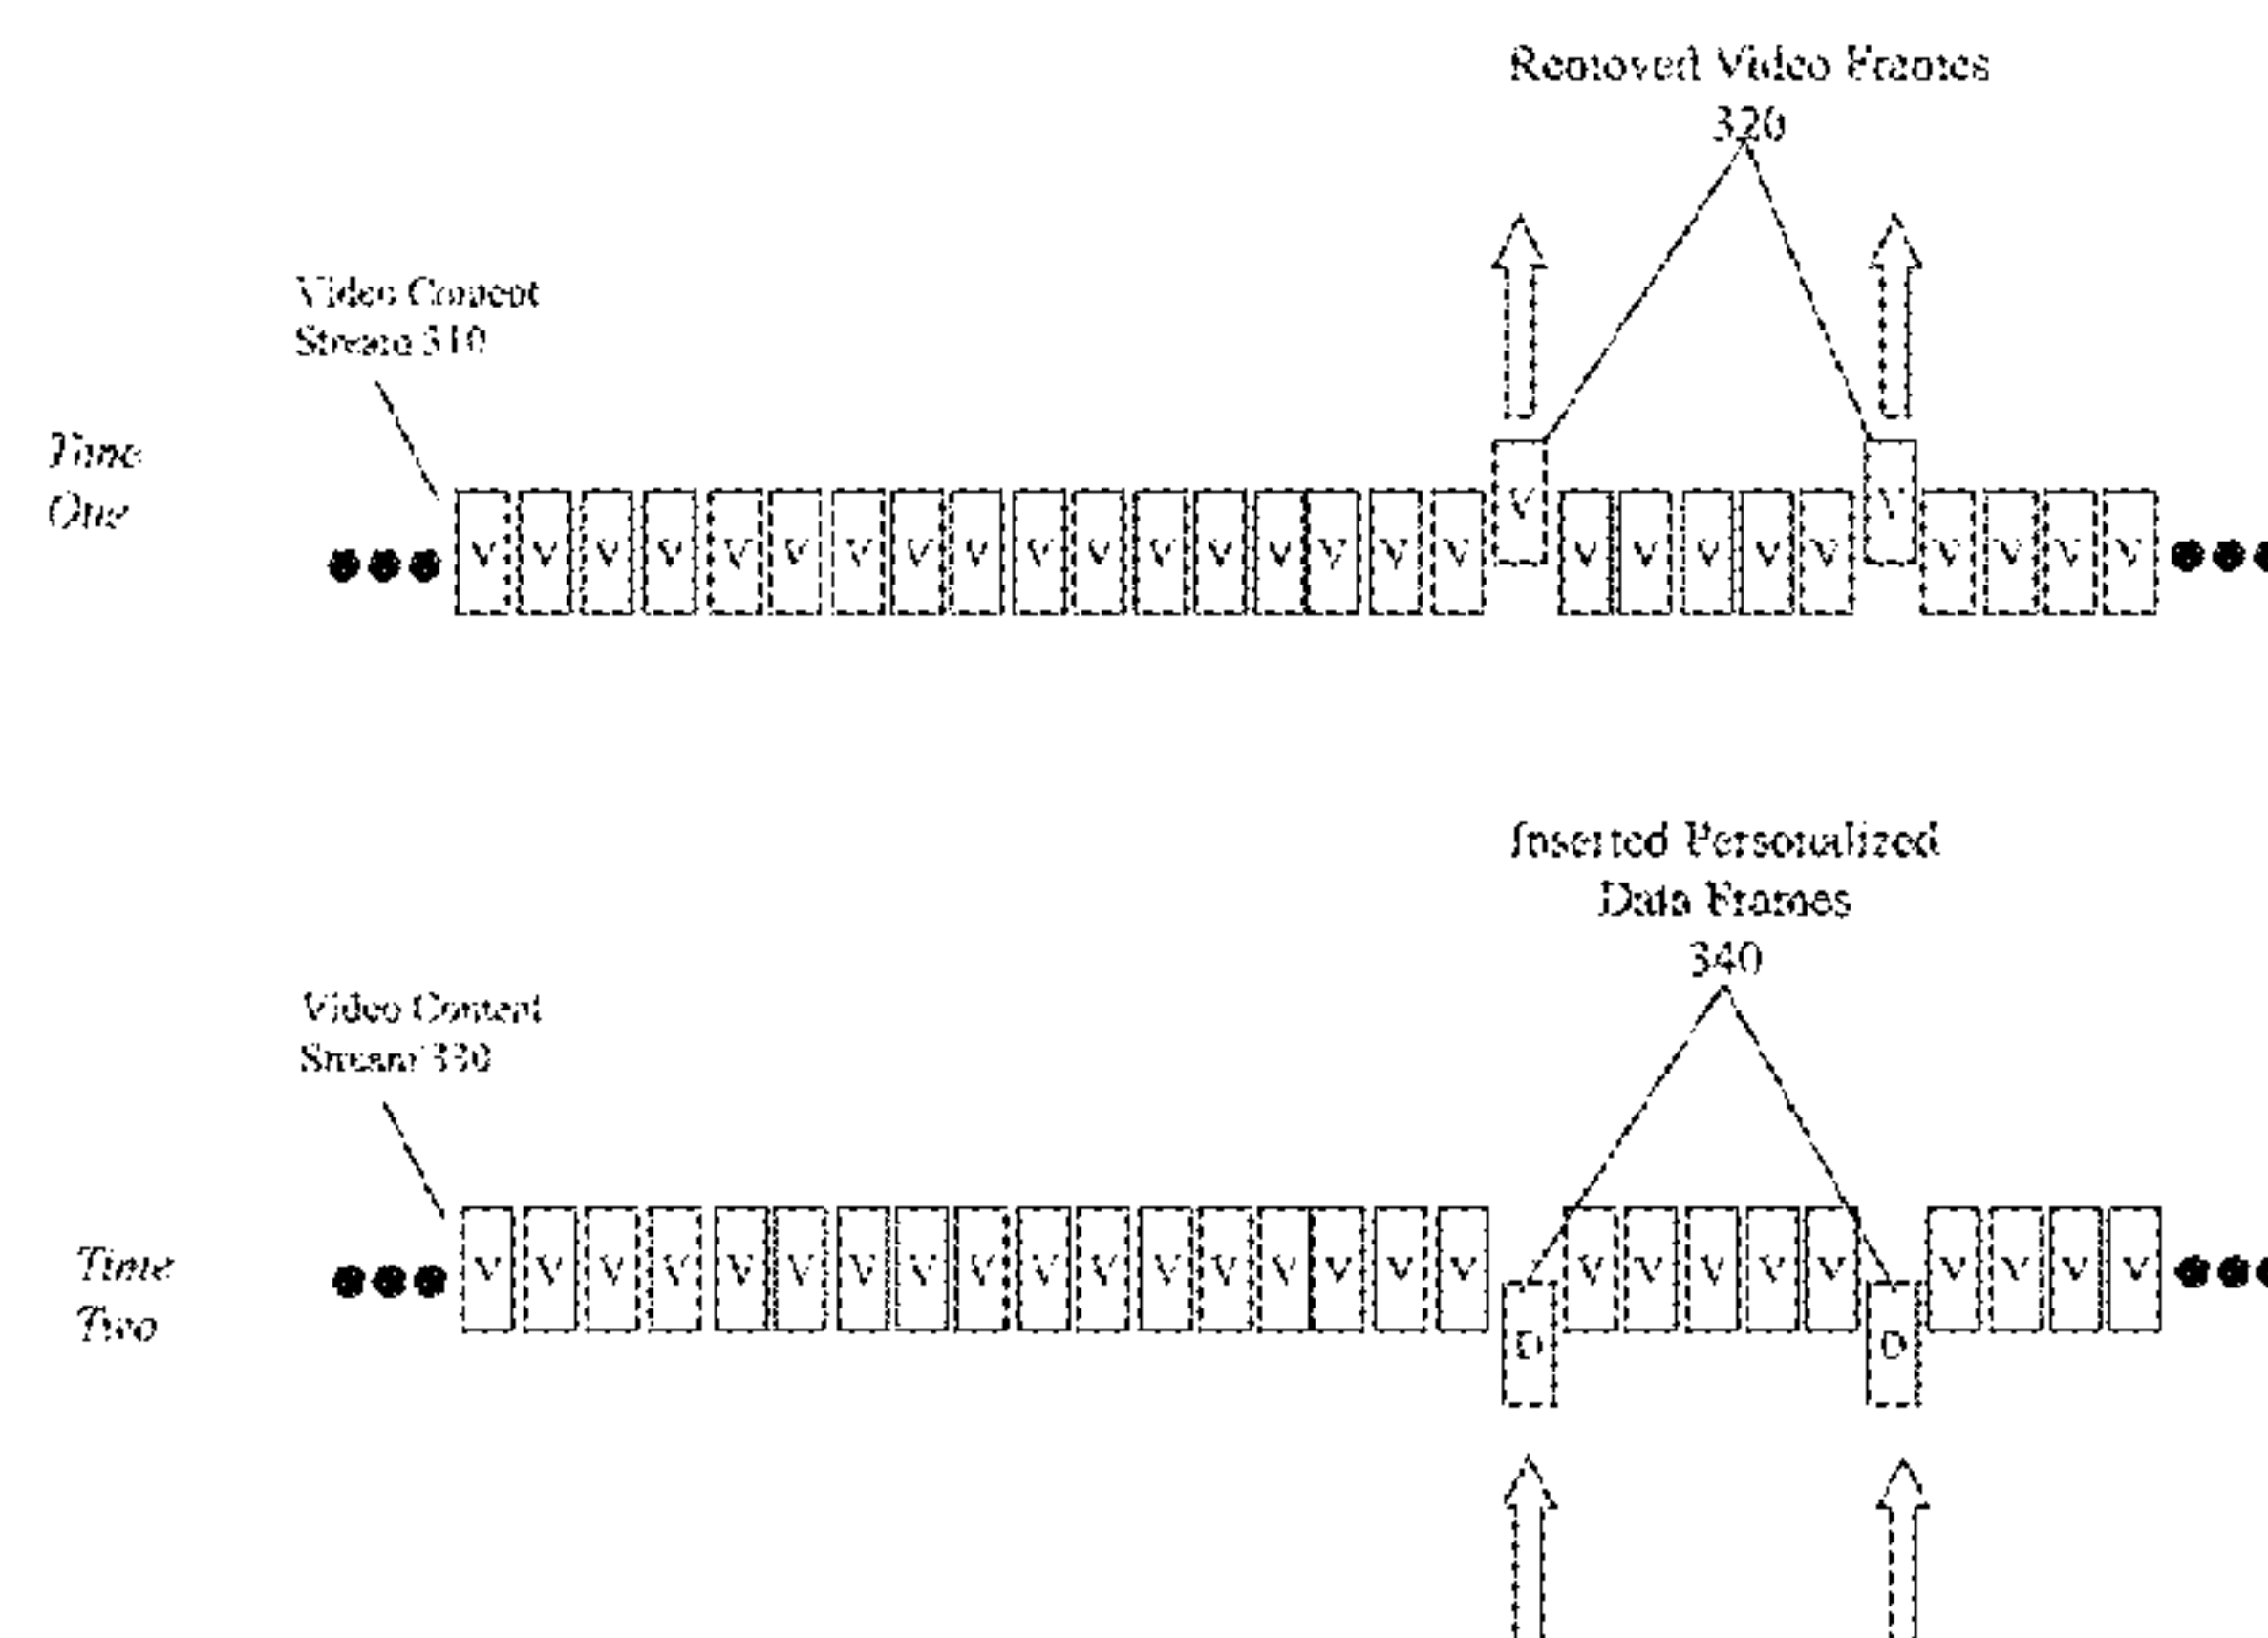 Removed Video Frames
320
Video Content
Stream 310
Time
One
V V V V V V V V V V V V V V V V V V V V V V V V V V V V
Inserted Personalized
Data Frames
340
Video Content
Stream 330
Time
Two
V V V V V V V V V V V V V V V V V D V V V V V D V V V V